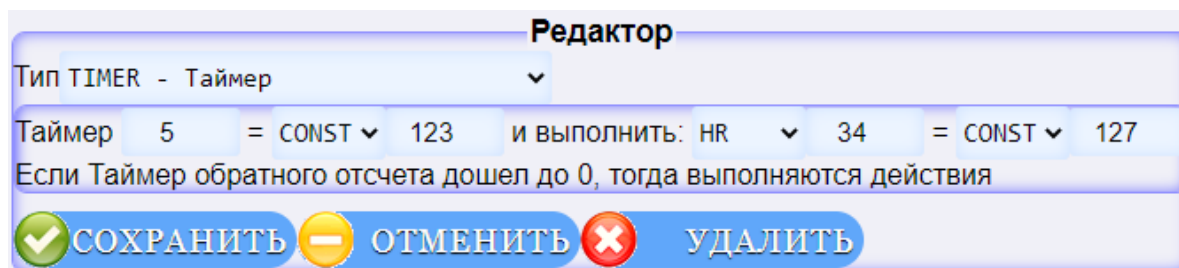 Редактор
Тип TIMER - Таймер
Таймер 5 = CONST 123 и выполнить: HR 34 = CONST 127
Если Таймер обратного отсчета дошел до 0, тогда выполняются действия
СОХРАНИТЬ ОТМЕНИТЬ УДАЛИТЬ